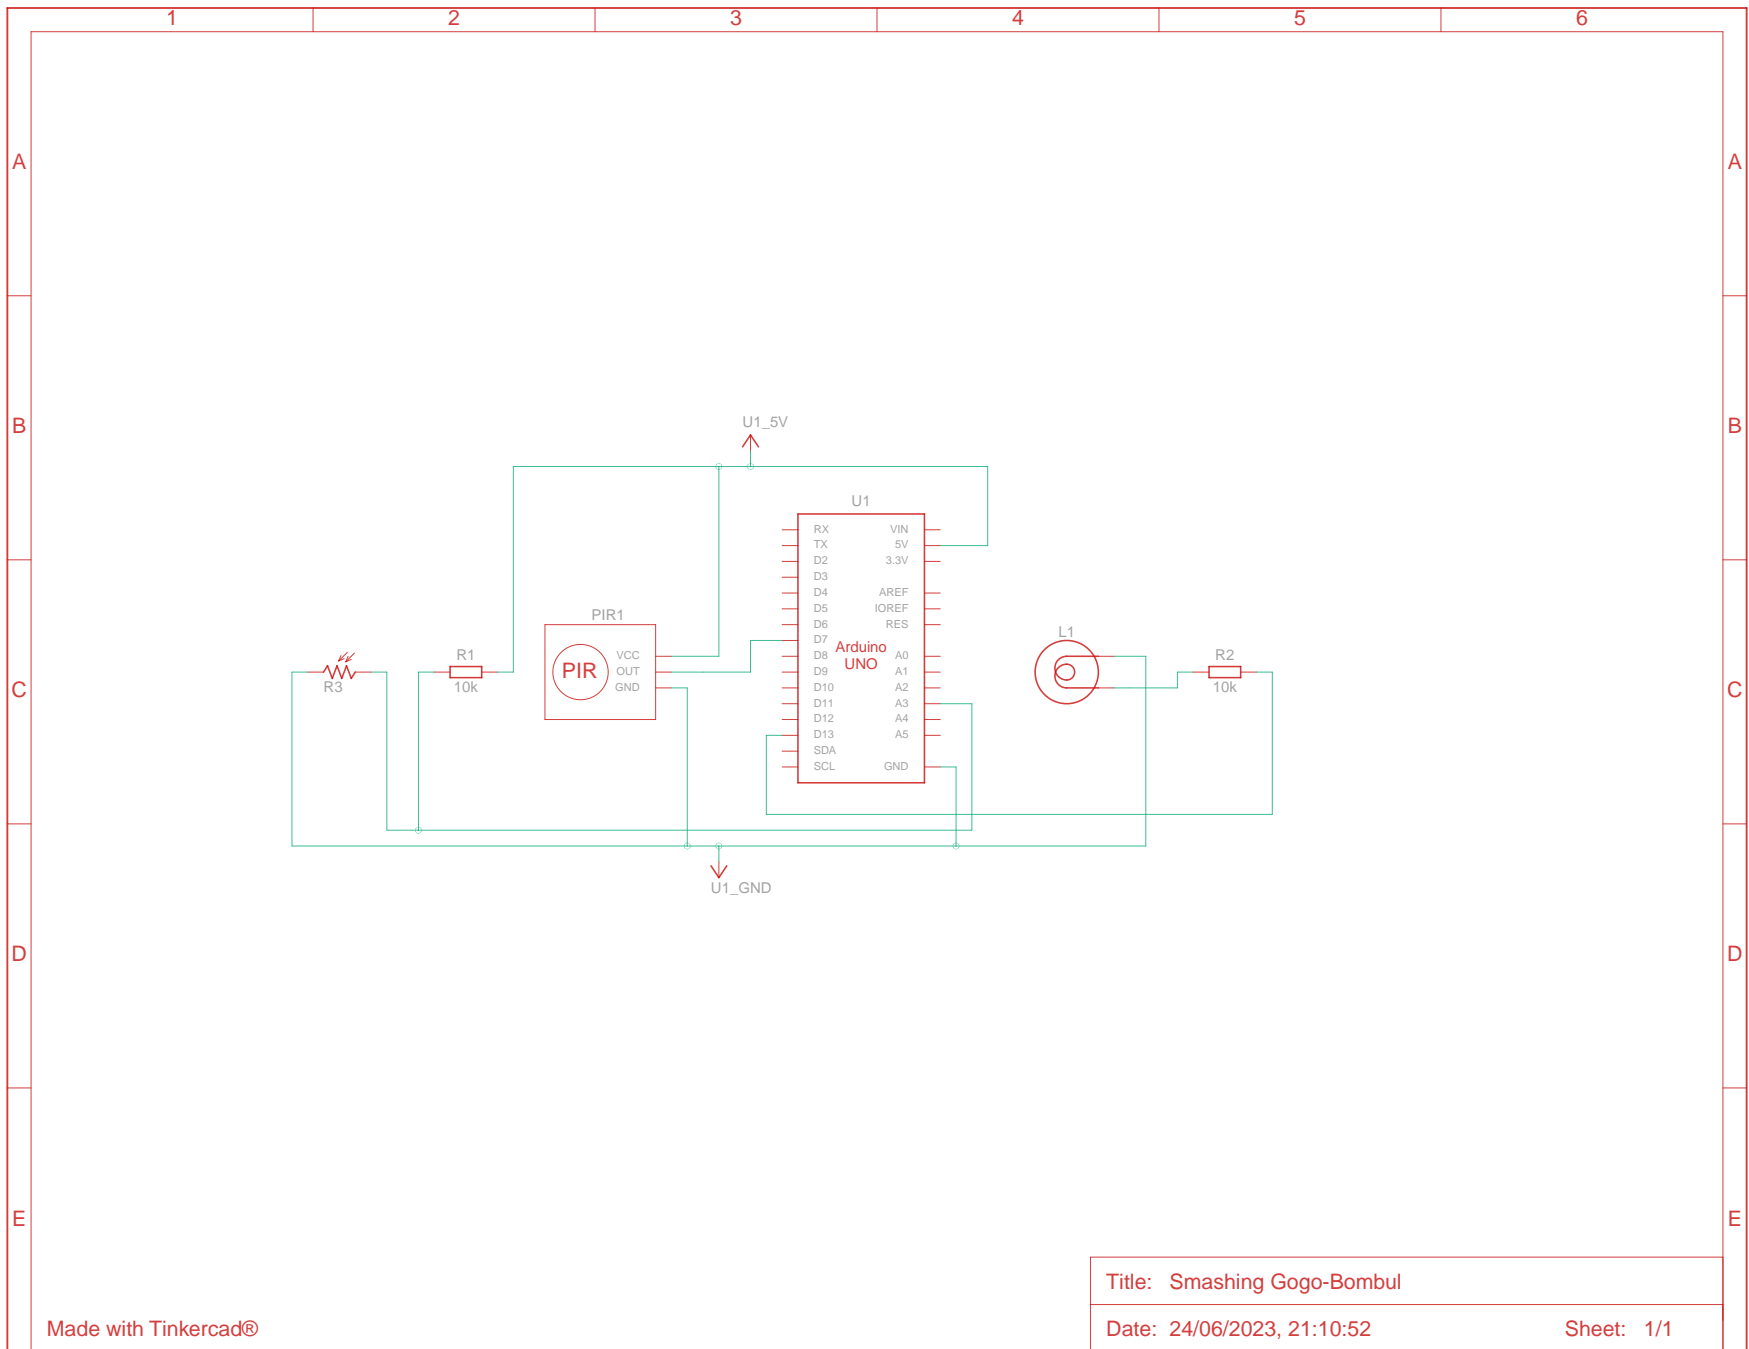 1 2 3 4 5 6
A A
B B
U1_5V
U1
RX VIN
TX 5V
D2 3.3V
D3
D4 AREF
D5 IOREF
D6 RES
D7
D8 A0
D9 A1
D10 A2
D11 A3
D12 A4
D13 A5
SDA
SCL GND
Arduino
UNO
PIR1
PIR
VCC
OUT
GND
L1
R1
10k
R2
10k
R3
C C
U1_GND
D D
E E
Title: Smashing Gogo-Bombul
Made with Tinkercad®
Date: 24/06/2023, 21:10:52 Sheet: 1/1